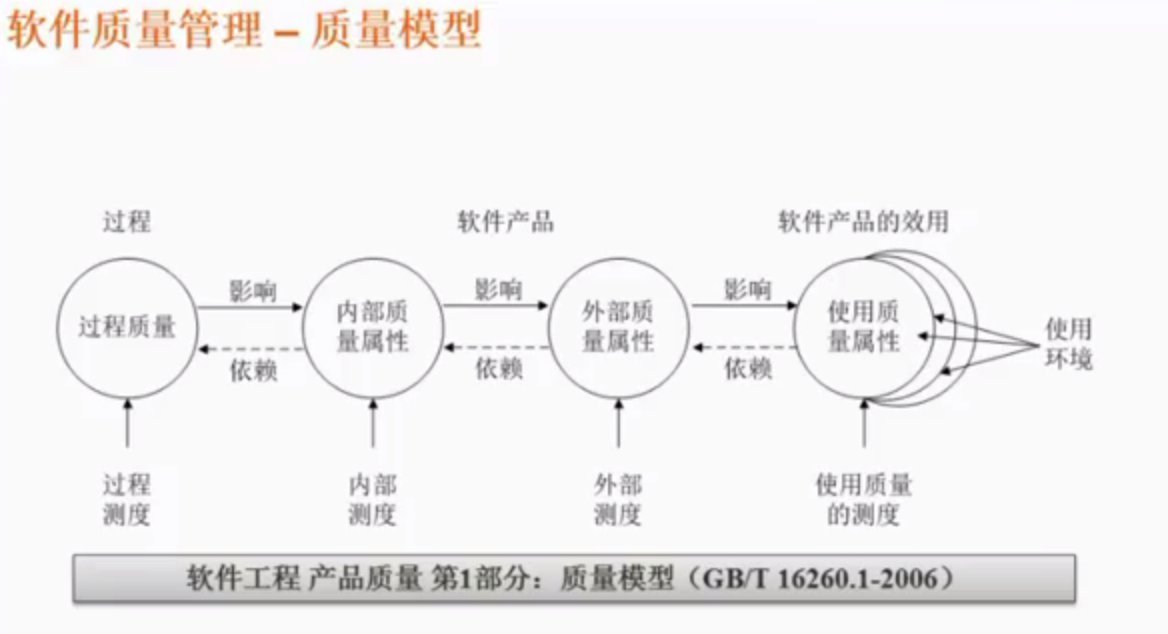 软件质量管理 – 质量模型
过程
软件产品
软件产品的效用
过程质量
影响
依赖
内部质
量属性
影响
依赖
外部质
量属性
影响
依赖
使用质
量属性
使用
环境
过程
测度
内部
测度
外部
测度
使用质量
的测度
软件工程 产品质量 第1部分：质量模型（GB/T 16260.1-2006）